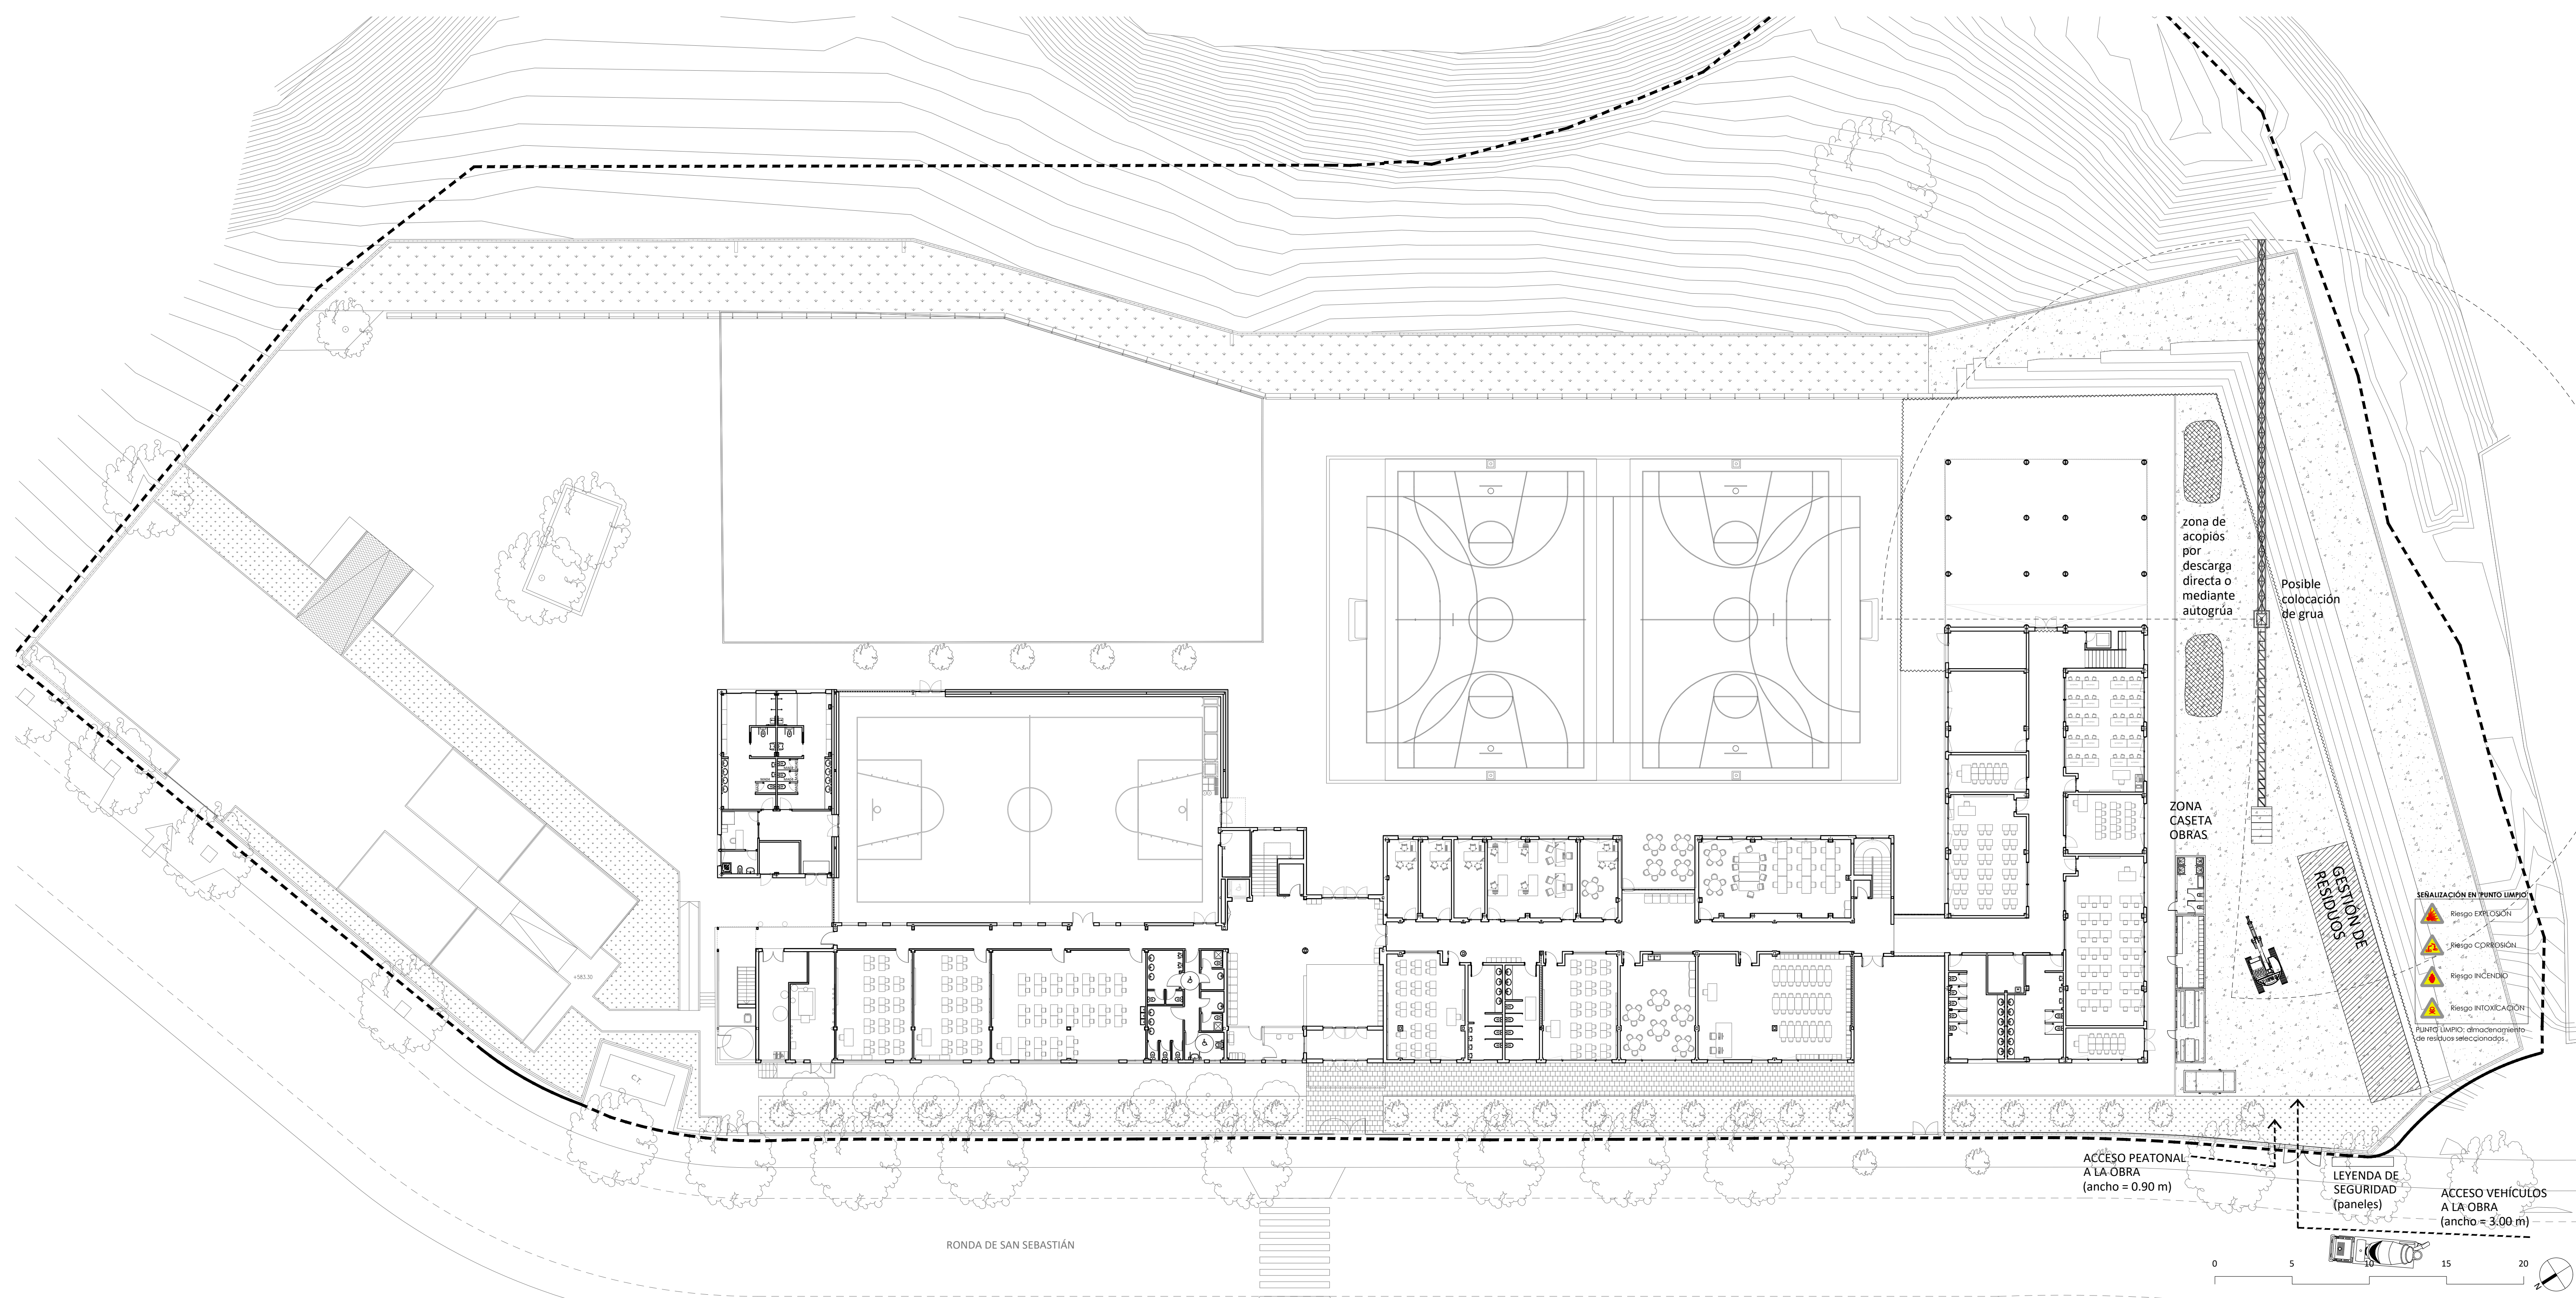 zona de
acopios
por
descarga
directa o
mediante
autogrúa
Posible
colocación
de grua
ZONA
CASETA
OBRAS
GESTIÓN DE
RESIDUOS
SEÑALIZACIÓN EN 'PUNTO LIMPIO'
Riesgo EXPLOSIÓN
Riesgo CORROSIÓN
Riesgo INCENDIO
Riesgo INTOXICACIÓN
PUNTO LIMPIO: almacenamiento
de residuos seleccionados.
+583.30
C.T.
ACCESO PEATONAL
A LA OBRA
(ancho = 0.90 m)
LEYENDA DE
SEGURIDAD
(paneles)
ACCESO VEHÍCULOS
A LA OBRA
(ancho = 3.00 m)
RONDA DE SAN SEBASTIÁN
0 5 10 15 20
N